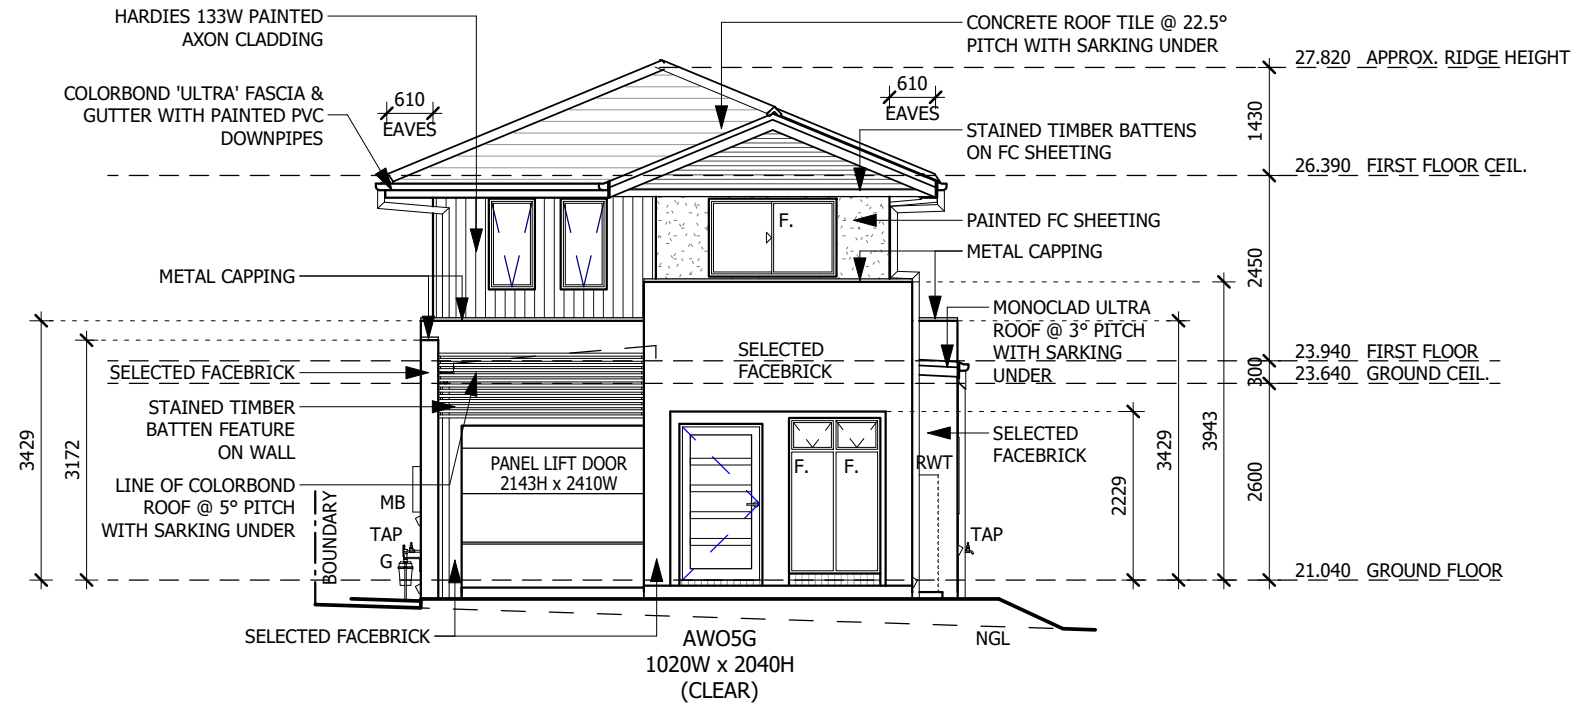 HARDIES 133W PAINTED
AXON CLADDING
CONCRETE ROOF TILE @ 22.5°
PITCH WITH SARKING UNDER
27.820 APPROX. RIDGE HEIGHT
COLORBOND 'ULTRA' FASCIA &
GUTTER WITH PAINTED PVC
DOWNPIPES
610
EAVES
610
EAVES
1430
STAINED TIMBER BATTENS
ON FC SHEETING
26.390 FIRST FLOOR CEIL.
F.
PAINTED FC SHEETING
METAL CAPPING
METAL CAPPING
2450
MONOCLAD ULTRA
ROOF @ 3° PITCH
WITH SARKING
UNDER
SELECTED
FACEBRICK
23.940 FIRST FLOOR
300
23.640 GROUND CEIL.
SELECTED FACEBRICK
STAINED TIMBER
BATTEN FEATURE
ON WALL
3429
3172
PANEL LIFT DOOR
2143H x 2410W
F.
F.
RWT
SELECTED
FACEBRICK
2229
3429
3943
2600
LINE OF COLORBOND
ROOF @ 5° PITCH
WITH SARKING UNDER
BOUNDARY
MB
TAP
G
TAP
21.040 GROUND FLOOR
SELECTED FACEBRICK
AWO5G
1020W x 2040H
(CLEAR)
NGL